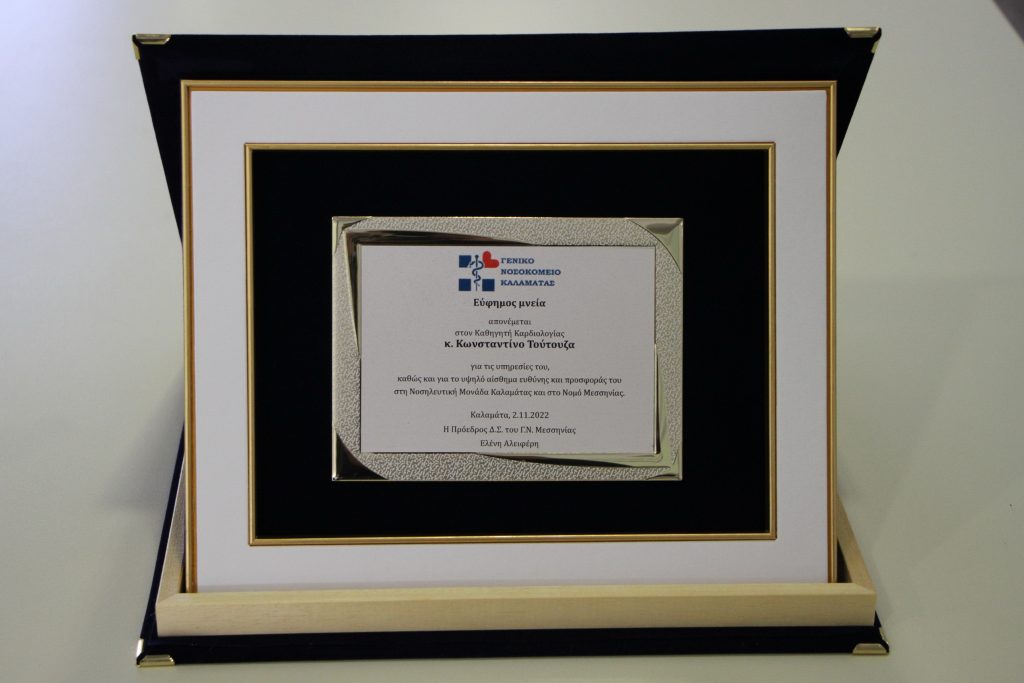 ΓΕΝΙΚΟ
ΝΟΣΟΚΟΜΕΙΟ
ΚΑΛΑΜΑΤΑΣ
Εύφημος μνεία
απονέμεται
στον Καθηγητή Καρδιολογίας
κ. Κωνσταντίνο Τούτουζα
για τις υπηρεσίες του,
καθώς και για το υψηλό αίσθημα ευθύνης και προσφοράς του
στη Νοσηλευτική Μονάδα Καλαμάτας και στο Νομό Μεσσηνίας.
Καλαμάτα, 2.11.2022
Η Πρόεδρος Δ.Σ. του Γ.Ν. Μεσσηνίας
Ελένη Αλειφέρη